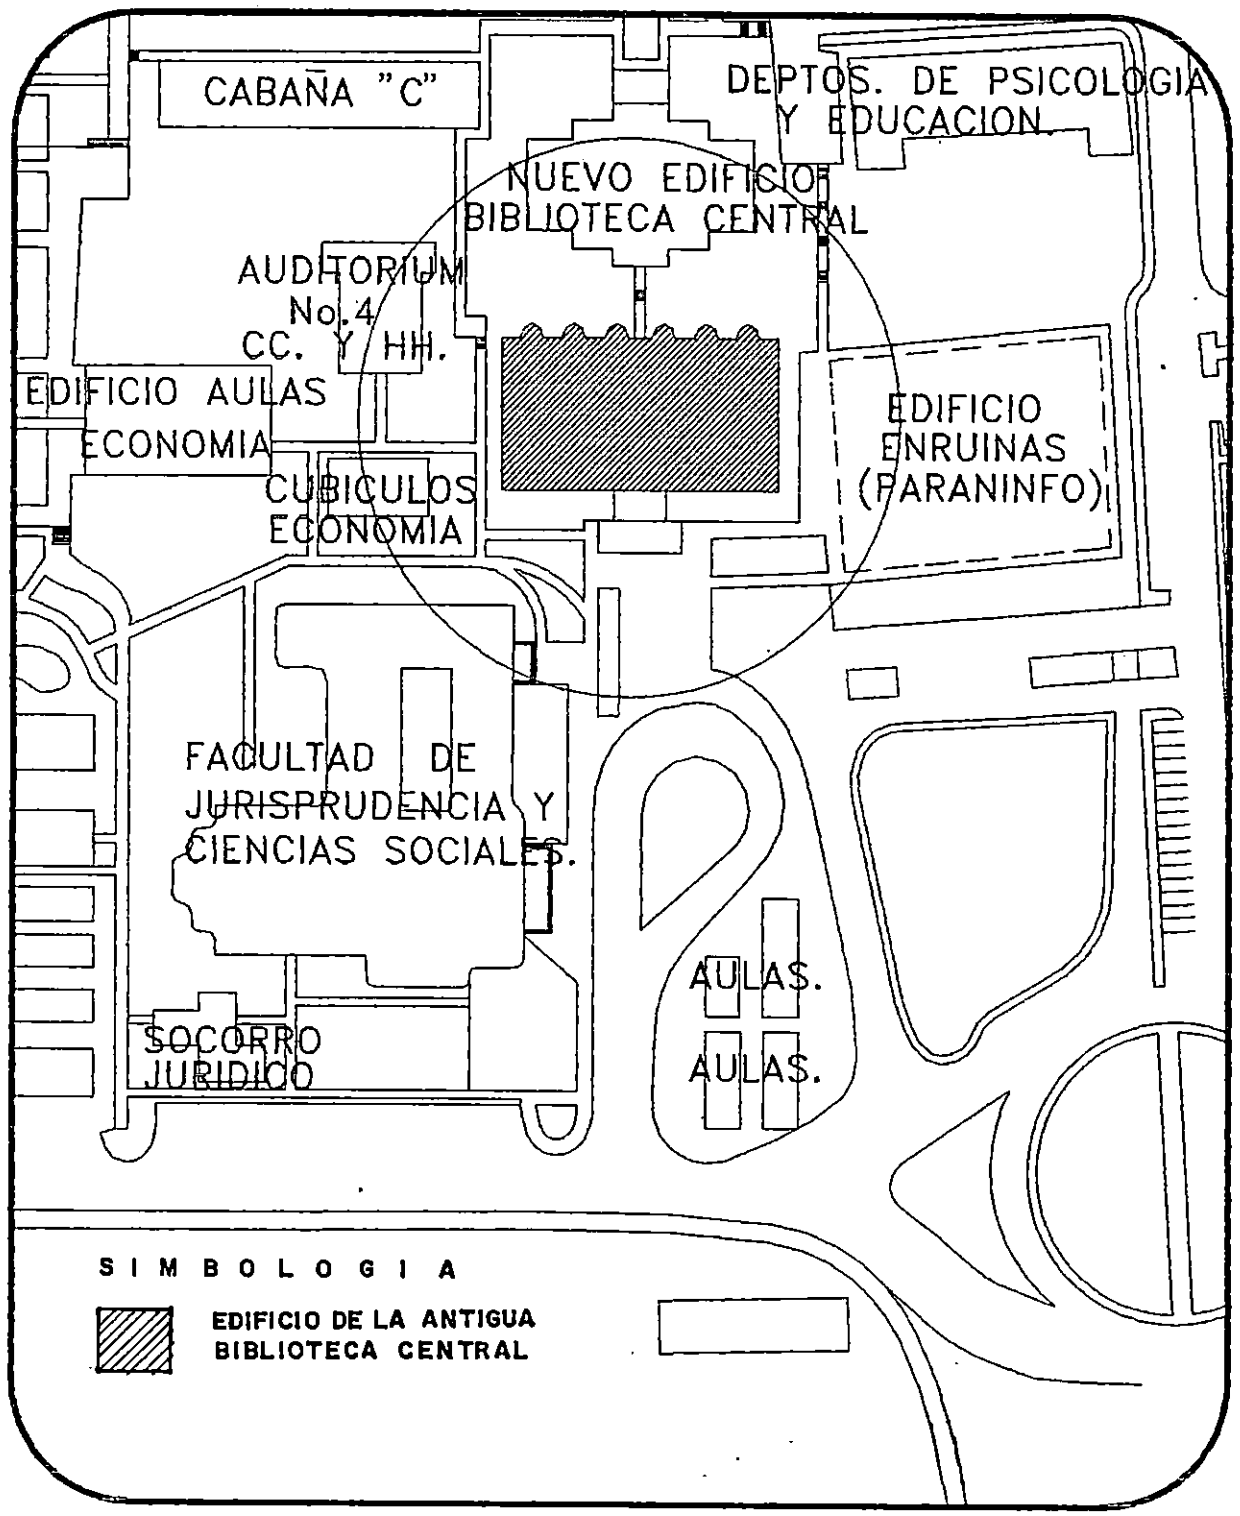 CABAÑA "C"
DEPTOS. DE PSICOLOGIA
Y EDUCACION.
NUEVO EDIFICIO
BIBLIOTECA CENTRAL
AUDITORIUM
No.4
CC. Y HH.
EDIFICIO AULAS
ECONOMIA
EDIFICIO
ENRUINAS
(PARANINFO)
CUBICULOS
ECONOMIA
FACULTAD DE
JURISPRUDENCIA Y
CIENCIAS SOCIALES.
AULAS.
SOCORRO
JURIDICO
AULAS.
SIMBOLOGIA
EDIFICIO DE LA ANTIGUA
BIBLIOTECA CENTRAL